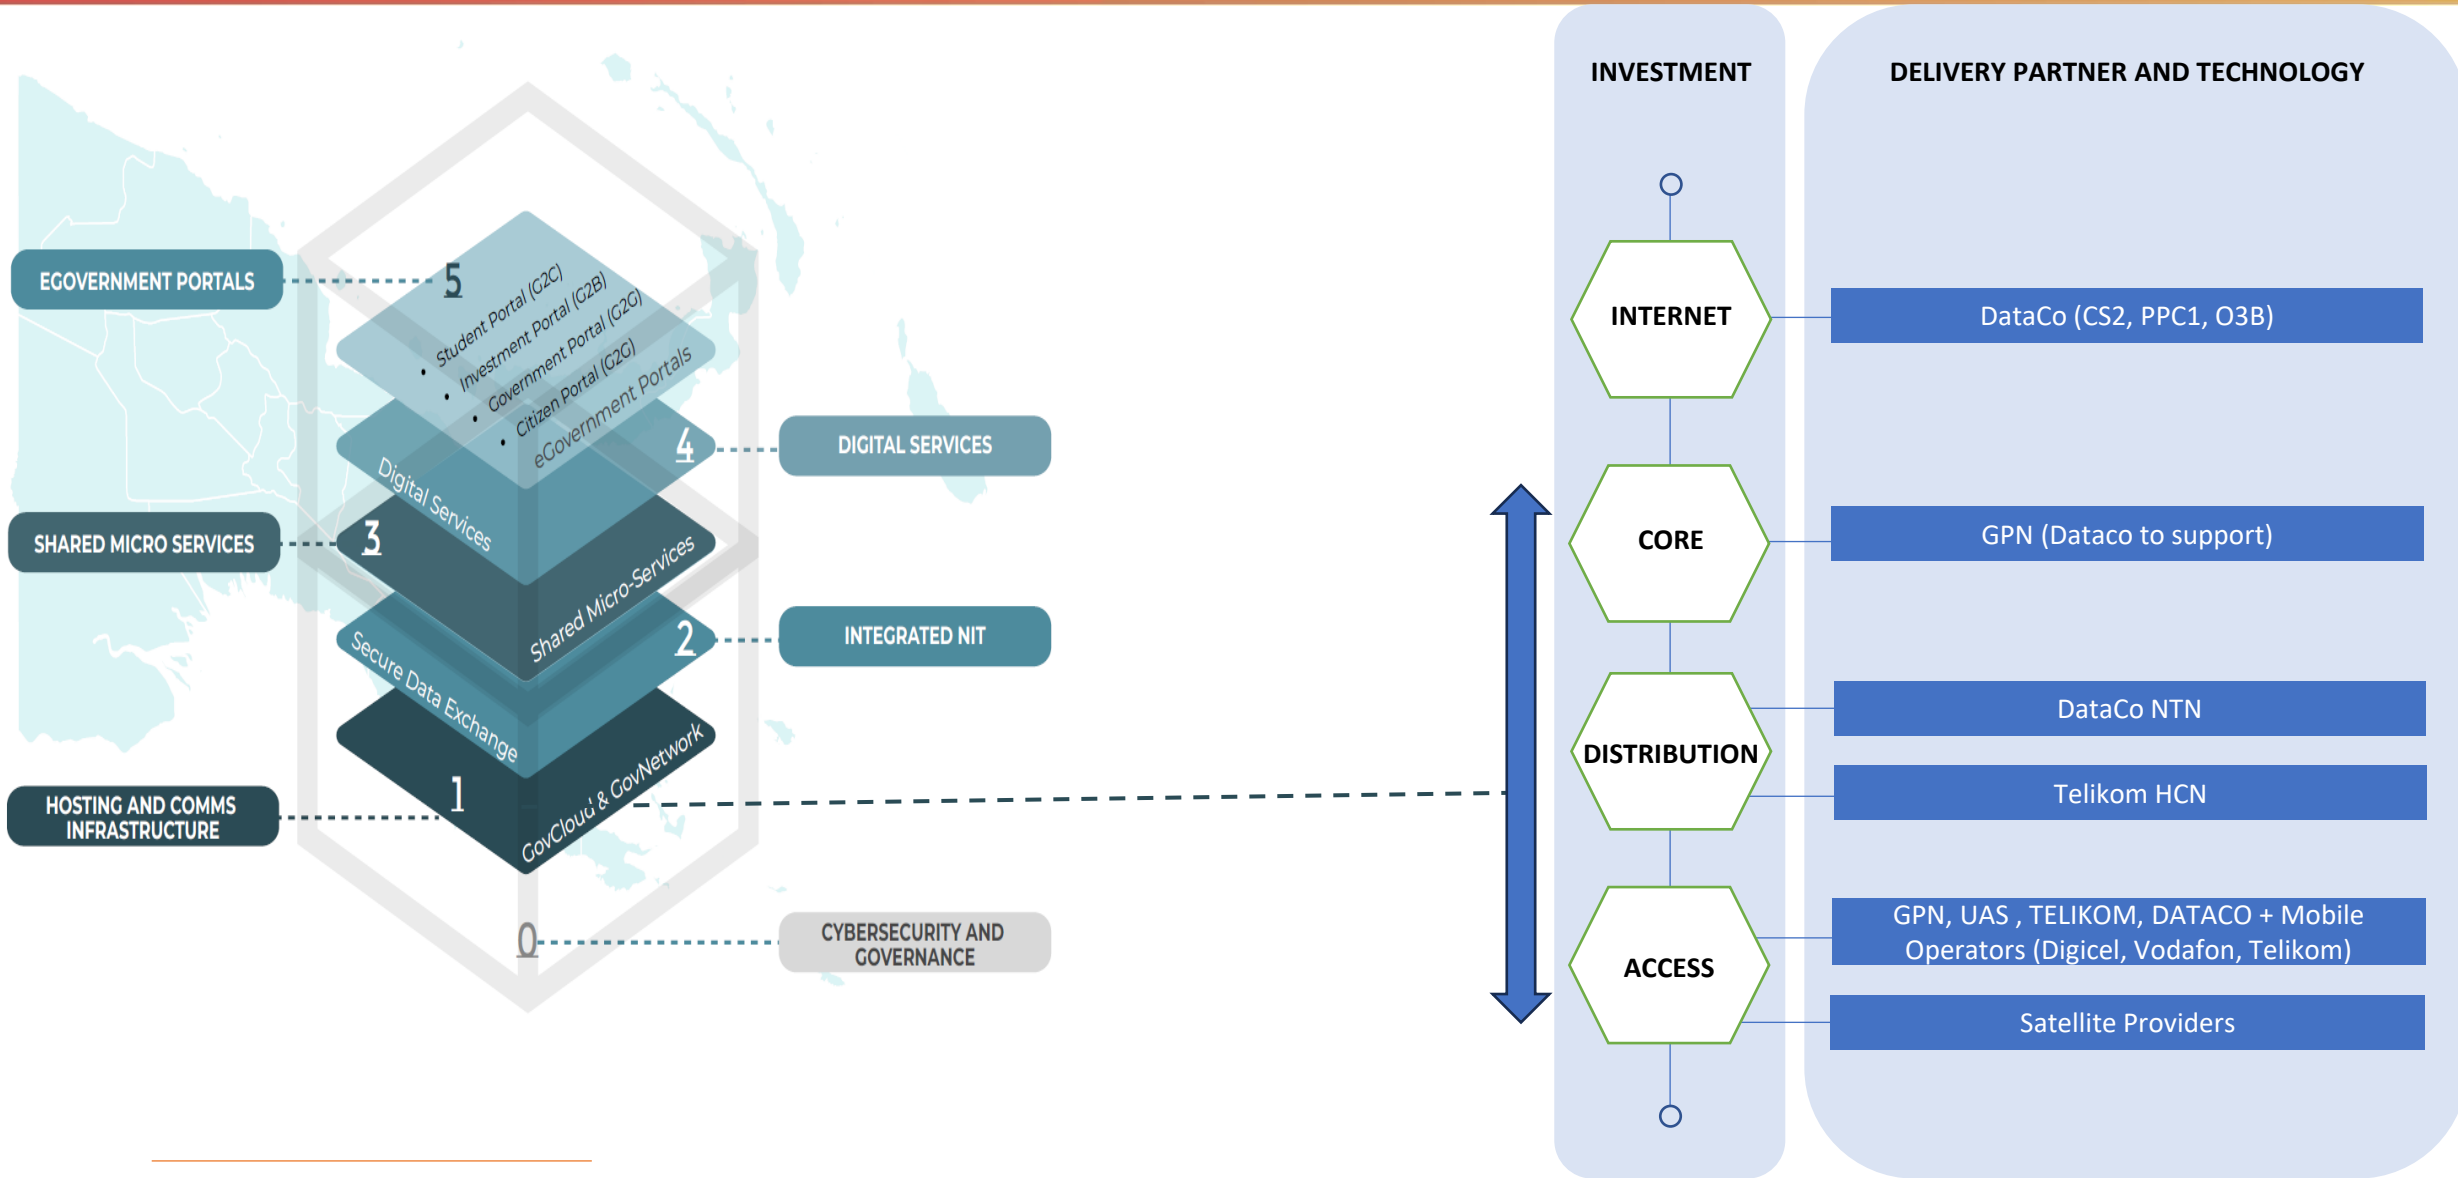 EGOVERNMENT PORTALS
5
Student Portal (G2C)
Investment Portal (G2B)
Government Portal (G2G)
Citizen Portal (G2G)
eGovernment Portals
4
DIGITAL SERVICES
Digital Services
SHARED MICRO SERVICES
3
Shared Micro-Services
2
INTEGRATED NIT
Secure Data Exchange
HOSTING AND COMMS
INFRASTRUCTURE
1
GovCloud & GovNetwork
0
CYBERSECURITY AND
GOVERNANCE
INVESTMENT
INTERNET
CORE
DISTRIBUTION
ACCESS
DELIVERY PARTNER AND TECHNOLOGY
DataCo (CS2, PPC1, O3B)
GPN (Dataco to support)
DataCo NTN
Telikom HCN
GPN, UAS , TELIKOM, DATACO + Mobile
Operators (Digicel, Vodafon, Telikom)
Satellite Providers